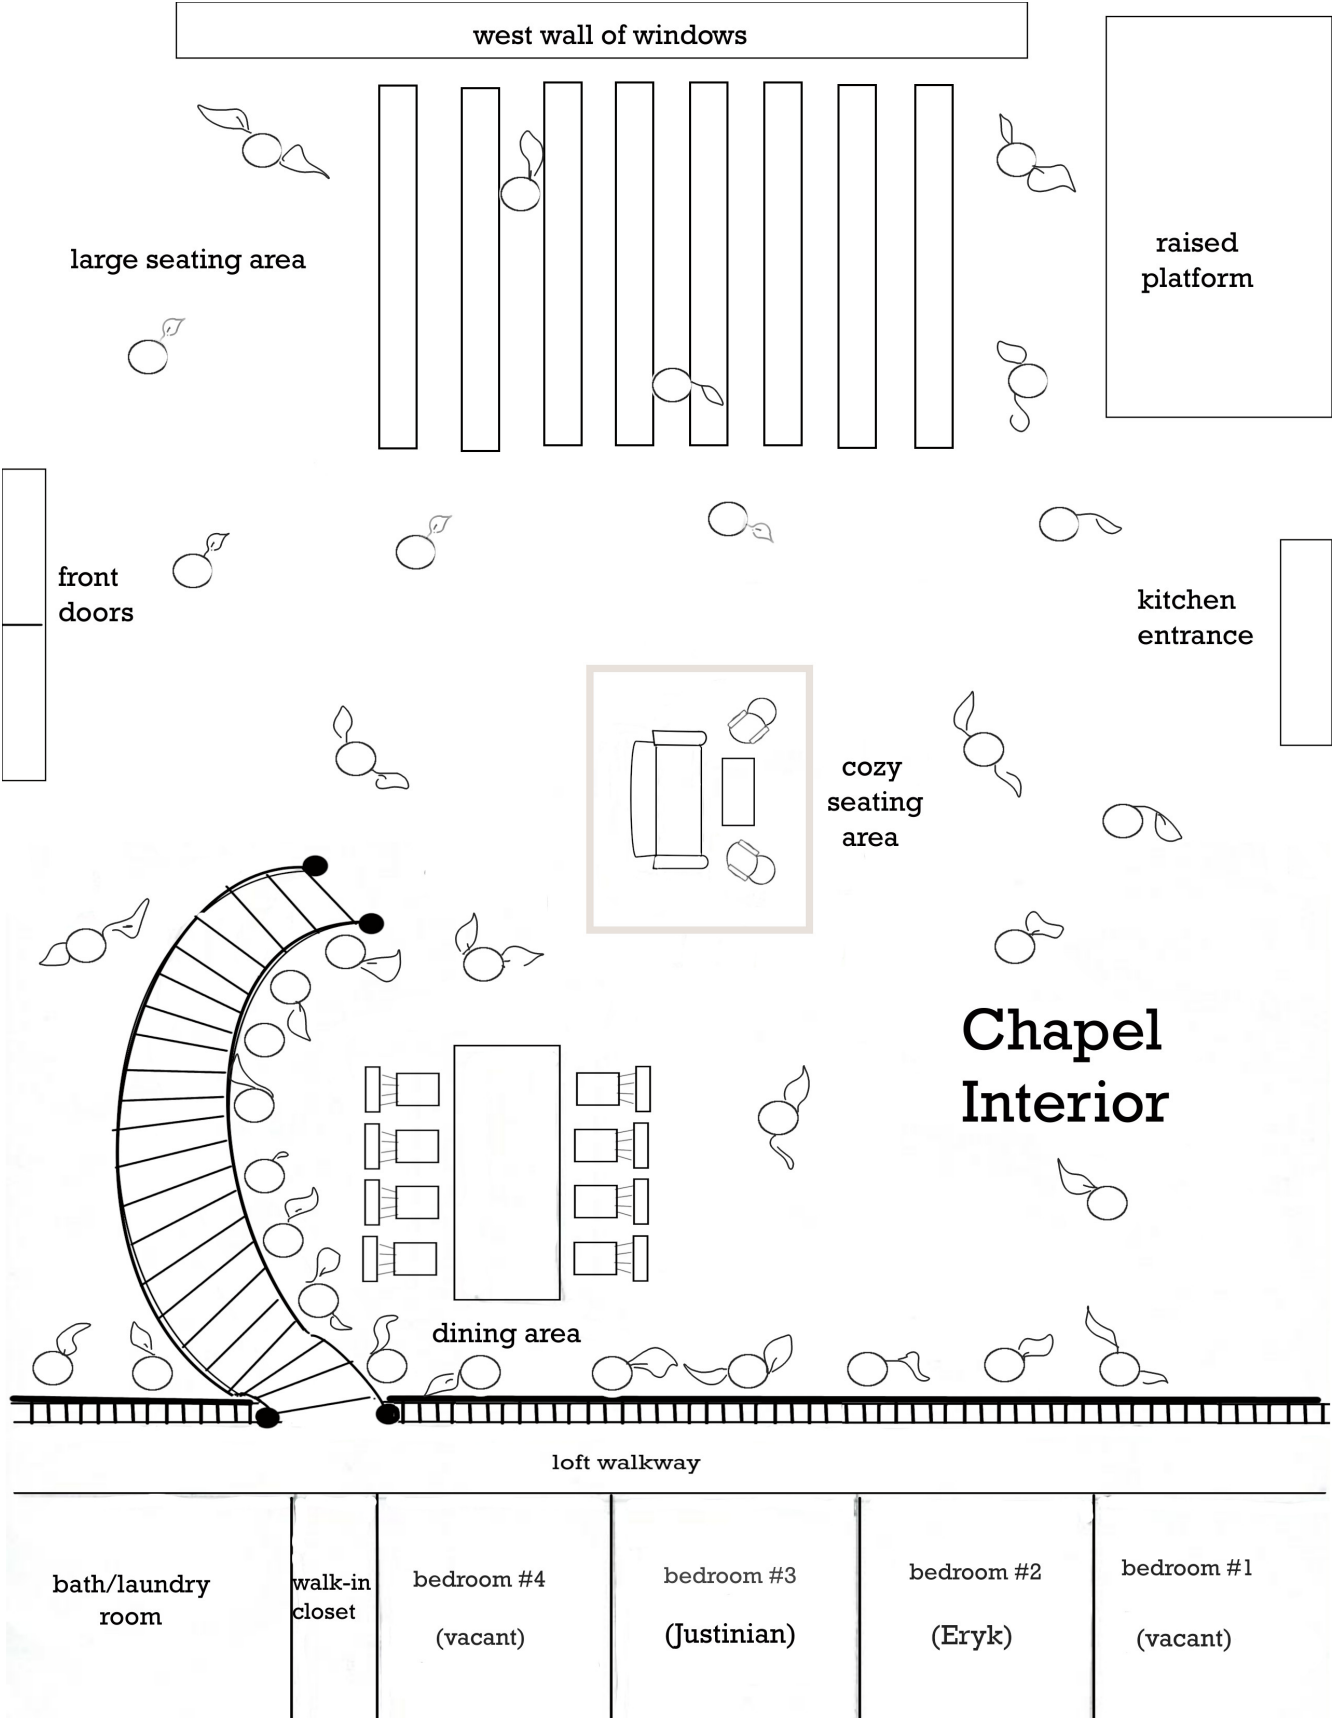 west wall of windows
raised
platform
large seating area
front
doors
kitchen
entrance
cozy
seating
area
Chapel
Interior
dining area
loft walkway
bath/laundry
room
walk-in
closet
bedroom #4
(vacant)
bedroom #3
(Justinian)
bedroom #2
(Eryk)
bedroom #1
(vacant)